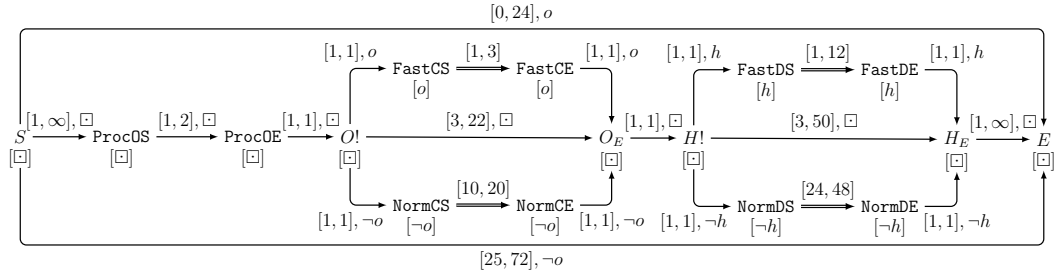 [0, 24], o
[1, 1], o [1, 3] [1, 1], o [1, 1], h [1, 12] [1, 1], h
FastCS FastCE FastDS FastDE
[o] [o] [h] [h]
[1, ∞], ⊡ [1, 2], ⊡ [1, 1], ⊡ [3, 22], ⊡ [1, 1], ⊡ [3, 50], ⊡ [1, ∞], ⊡
S ProcOS ProcOE O! O_E H! H_E E
[⊡] [⊡] [⊡] [⊡] [⊡] [⊡] [⊡] [⊡]
[10, 20] [24, 48]
NormCS NormCE NormDS NormDE
[1, 1], ¬o [¬o] [¬o] [1, 1], ¬o [1, 1], ¬h [¬h] [¬h] [1, 1], ¬h
[25, 72], ¬o